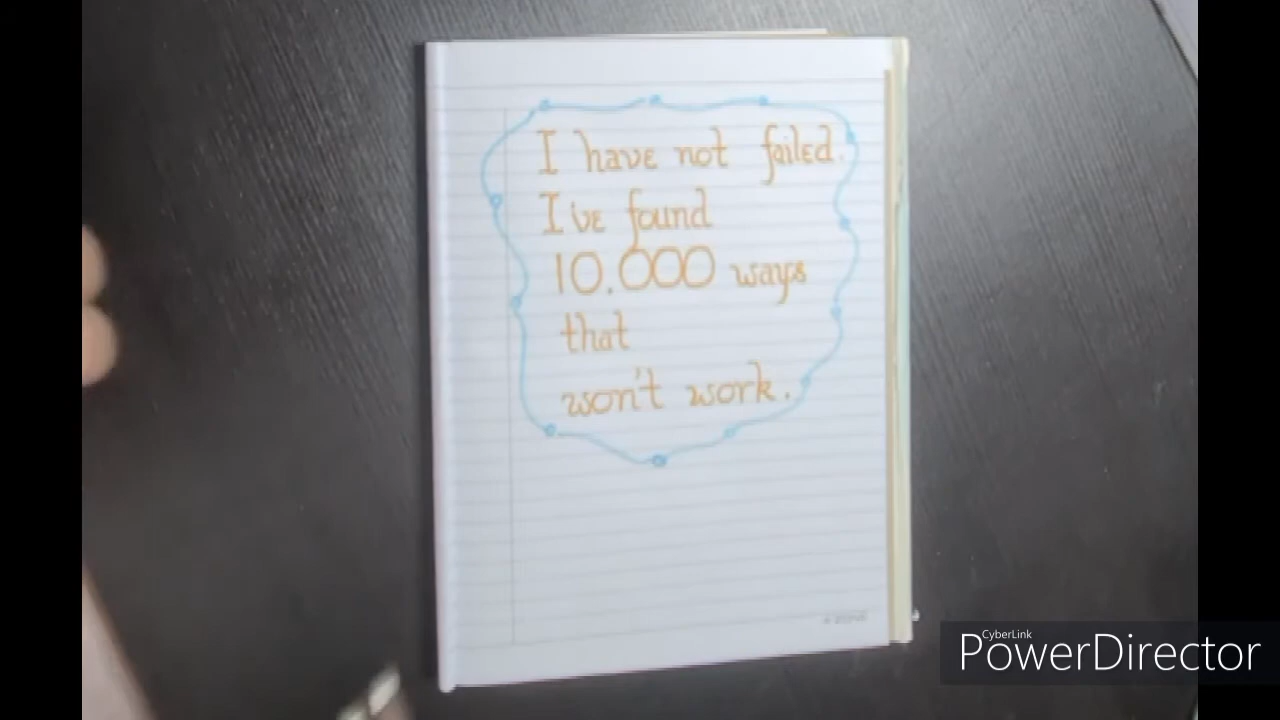 I have not failed.
I've found
10.000 ways
that
won't work.
CyberLink
PowerDirector